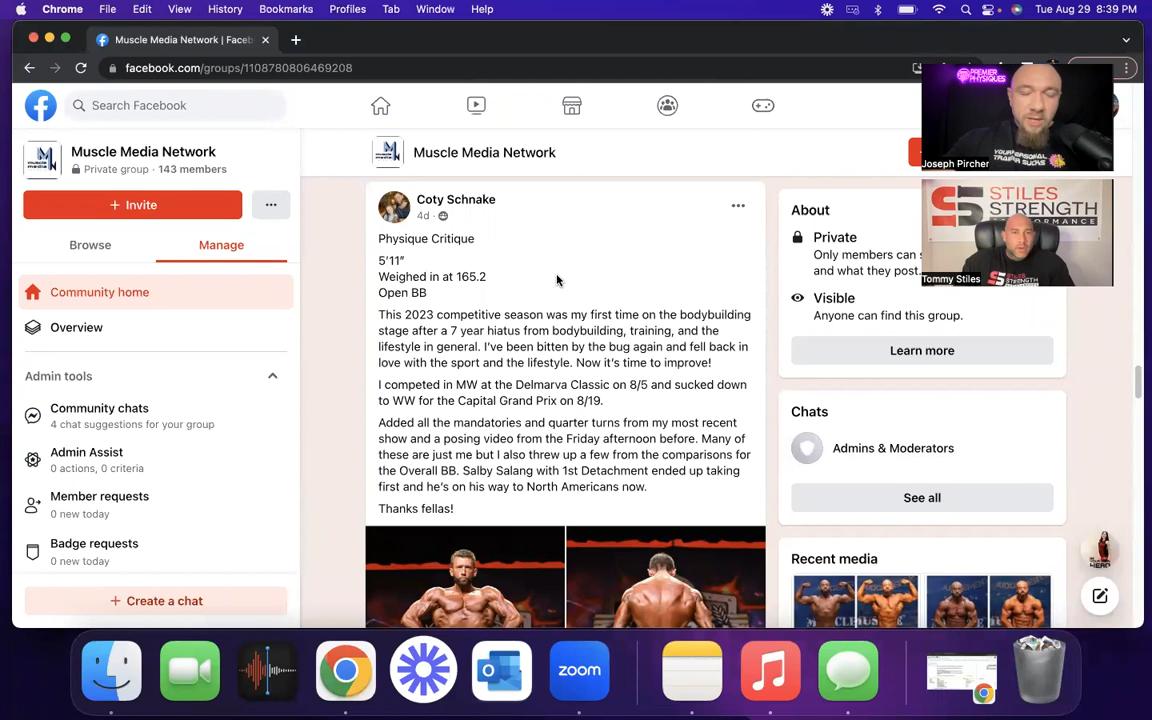 Chrome File Edit View History Bookmarks Profiles Tab Window Help Tue Aug 29 8:39 PM
Muscle Media Network | Faceb
facebook.com/groups/1108780806469208
Search Facebook
PREMIER
PHYSIQUES
YOUR PERSONAL
TRAINER SUCKS
Joseph Pircher
Muscle Media Network
Private group · 143 members
+ Invite
Browse Manage
Community home
Overview
Admin tools
Community chats
4 chat suggestions for your group
Admin Assist
0 actions, 0 criteria
Member requests
0 new today
Badge requests
0 new today
+ Create a chat
Muscle Media Network
Coty Schnake
4d ·
Physique Critique
5'11"
Weighed in at 165.2
Open BB
This 2023 competitive season was my first time on the bodybuilding
stage after a 7 year hiatus from bodybuilding, training, and the
lifestyle in general. I've been bitten by the bug again and fell back in
love with the sport and the lifestyle. Now it's time to improve!
I competed in MW at the Delmarva Classic on 8/5 and sucked down
to WW for the Capital Grand Prix on 8/19.
Added all the mandatories and quarter turns from my most recent
show and a posing video from the Friday afternoon before. Many of
these are just me but I also threw up a few from the comparisons for
the Overall BB. Salby Salang with 1st Detachment ended up taking
first and he's on his way to North Americans now.
Thanks fellas!
About
Private
Only members can s
and what they post.
Visible
Anyone can find this group.
Learn more
STILES
STRENGTH
Tommy Stiles
Chats
Admins & Moderators
See all
Recent media
zoom